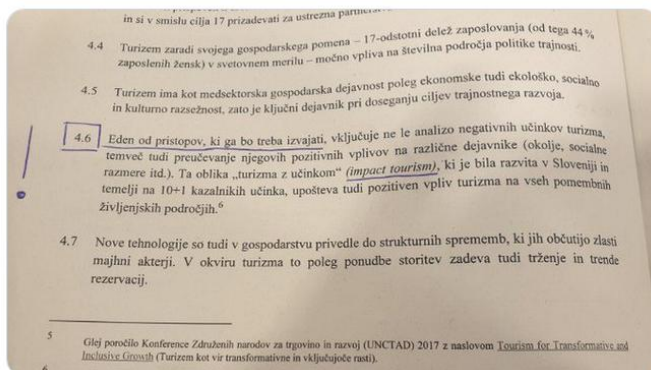 in si v smislu cilja 17 prizadevati za ustrezna
4.4 Turizem zaradi svojega gospodarskega pomena – 17-odstotni delež zaposlovanja (od tega 44 %
zaposlenih žensk) v svetovnem merilu – močno vpliva na številna področja politike trajnosti.
4.5 Turizem ima kot medsektorska gospodarska dejavnost poleg ekonomske tudi ekološko, socialno
in kulturno razsežnost, zato je ključni dejavnik pri doseganju ciljev trajnostnega razvoja.
4.6 Eden od pristopov, ki ga bo treba izvajati, vključuje ne le analizo negativnih učinkov turizma,
temveč tudi preučevanje njegovih pozitivnih vplivov na različne dejavnike (okolje, socialne
razmere itd.). Ta oblika „turizma z učinkom“ (impact tourism), ki je bila razvita v Sloveniji in
temelji na 10+1 kazalnikih učinka, upošteva tudi pozitiven vpliv turizma na vseh pomembnih
življenjskih področjih.6
4.7 Nove tehnologije so tudi v gospodarstvu privedle do strukturnih sprememb, ki jih občutijo zlasti
majhni akterji. V okviru turizma to poleg ponudbe storitev zadeva tudi trženje in trende
rezervacij.
5 Glej poročilo Konference Združenih narodov za trgovino in razvoj (UNCTAD) 2017 z naslovom Tourism for Transformative and
Inclusive Growth (Turizem kot vir transformativne in vključujoče rasti).